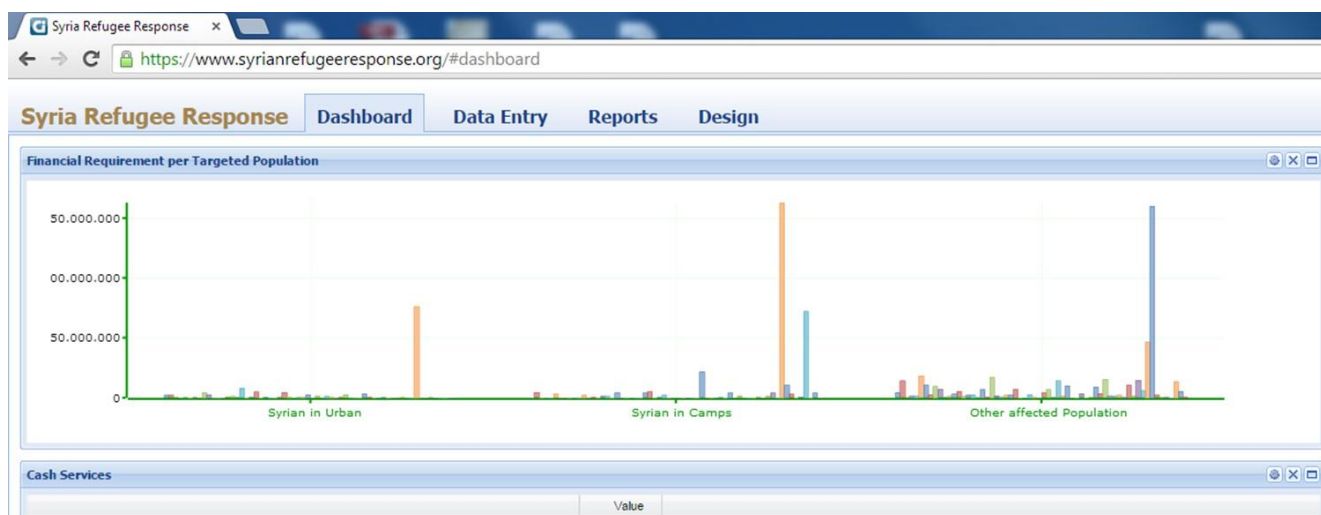 Syria Refugee Response
https://www.syrianrefugeeresponse.org/#dashboard
Syria Refugee Response Dashboard Data Entry Reports Design
Financial Requirement per Targeted Population
50.000.000
00.000.000
50.000.000
0
Syrian in Urban Syrian in Camps Other affected Population
Cash Services
Value